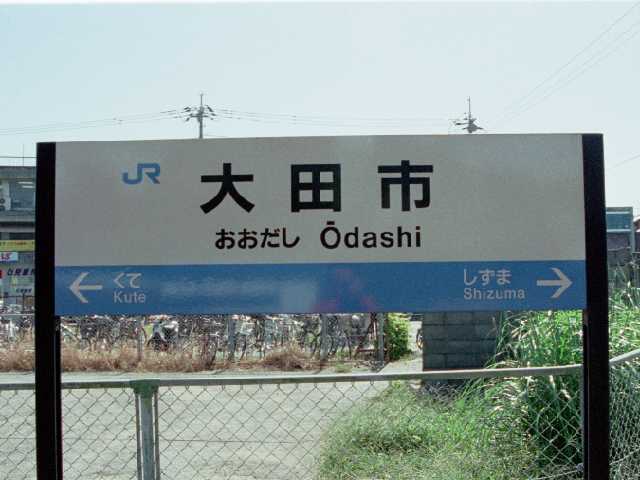 JR 大田市
おおだし Ōdashi
← くて しずま →
Kute Shizuma